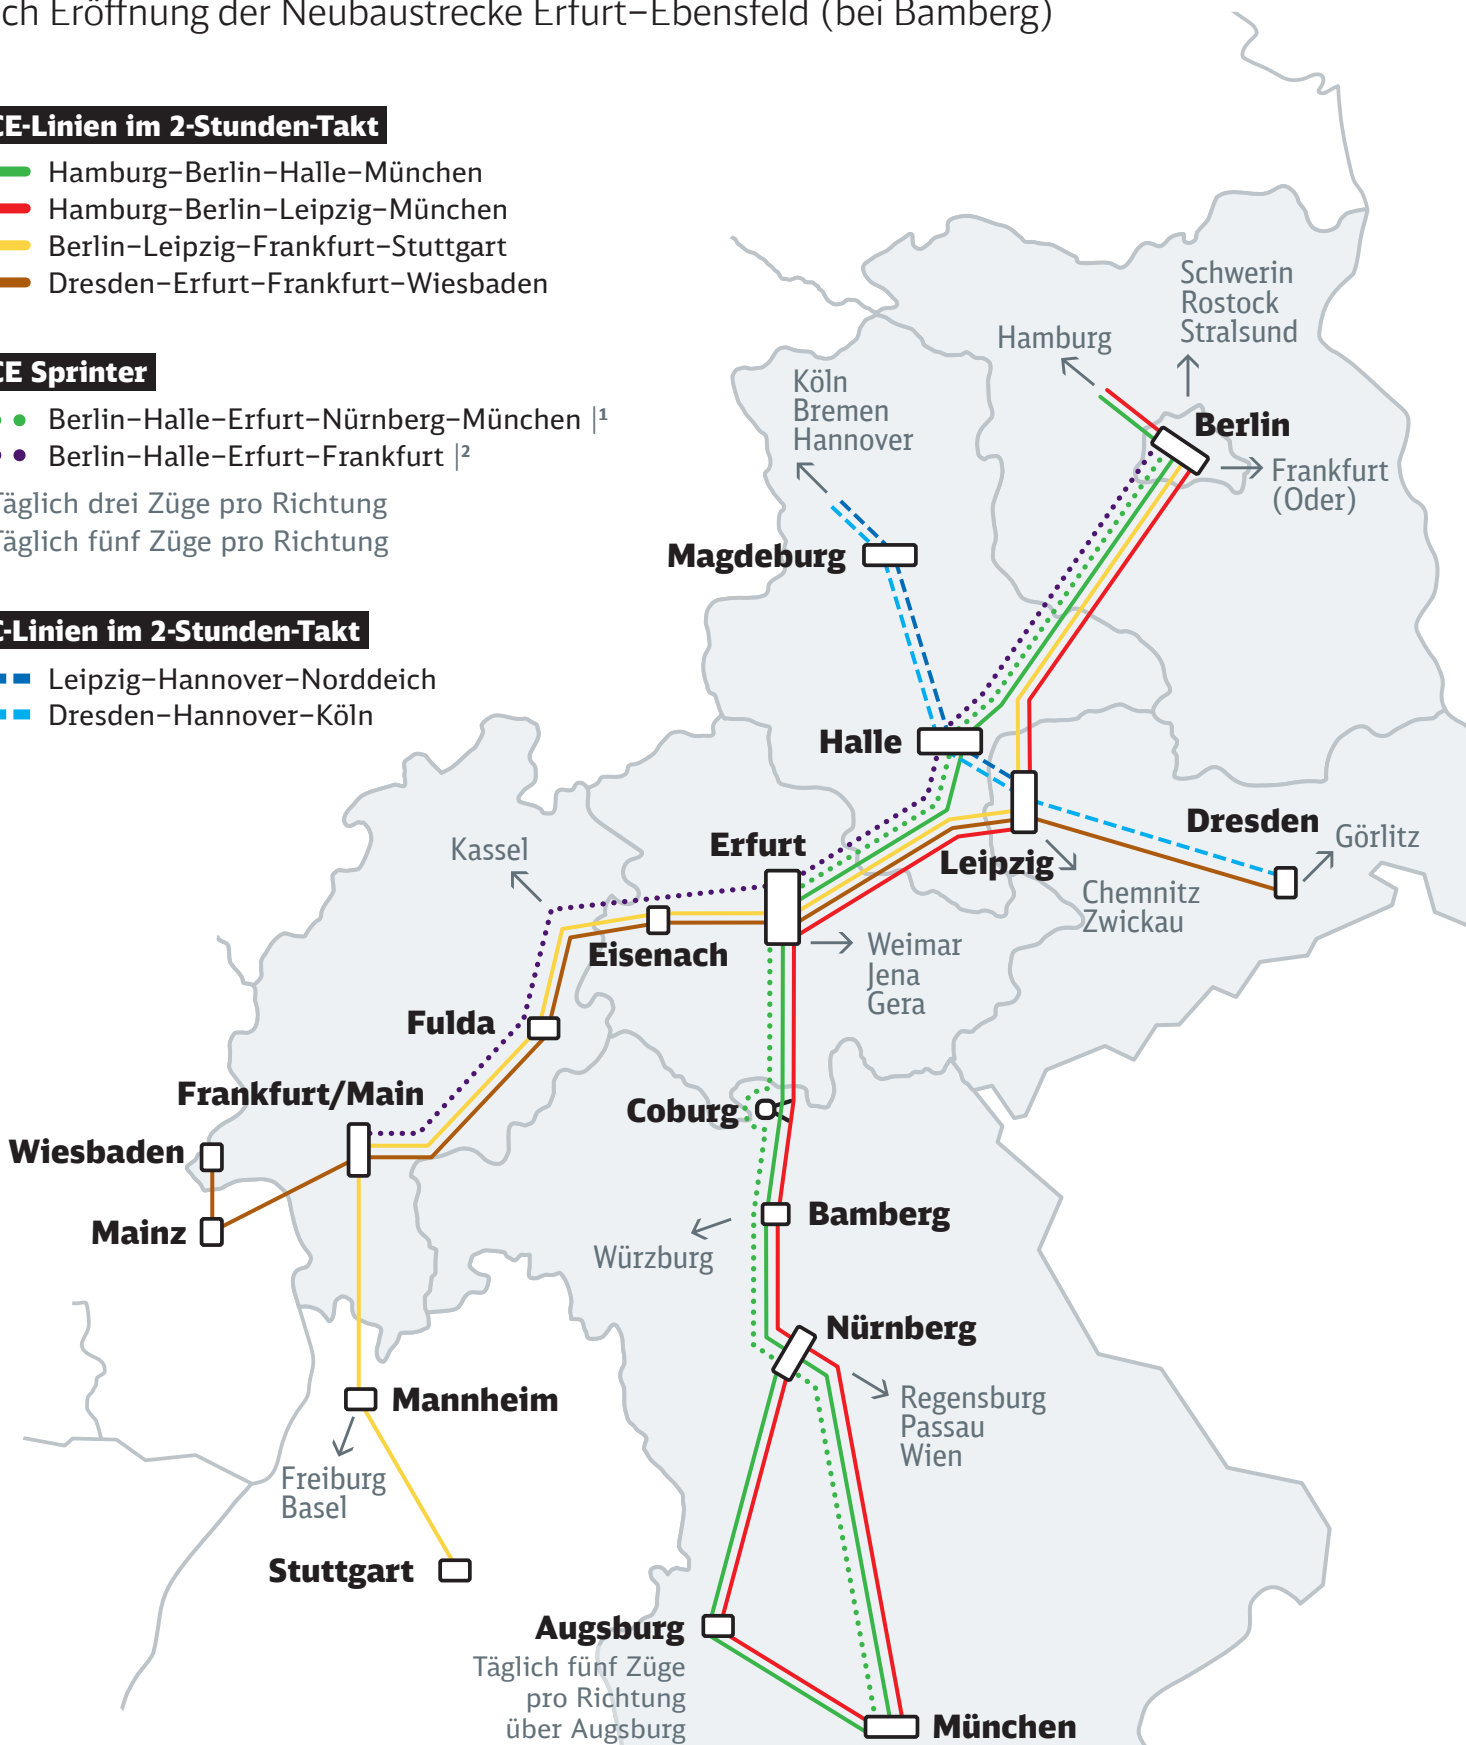 ch Eröffnung der Neubaustrecke Erfurt–Ebensfeld (bei Bamberg)
CE-Linien im 2-Stunden-Takt
Hamburg–Berlin–Halle–München
Hamburg–Berlin–Leipzig–München
Berlin–Leipzig–Frankfurt–Stuttgart
Dresden–Erfurt–Frankfurt–Wiesbaden
CE Sprinter
Berlin–Halle–Erfurt–Nürnberg–München |¹
Berlin–Halle–Erfurt–Frankfurt |²
Täglich drei Züge pro Richtung
Täglich fünf Züge pro Richtung
C-Linien im 2-Stunden-Takt
Leipzig–Hannover–Norddeich
Dresden–Hannover–Köln
Schwerin
Rostock
Stralsund
Hamburg
Köln
Bremen
Hannover
Berlin
Frankfurt
(Oder)
Magdeburg
Halle
Dresden
Görlitz
Erfurt
Kassel
Leipzig
Chemnitz
Zwickau
Eisenach
Weimar
Jena
Gera
Fulda
Frankfurt/Main
Coburg
Wiesbaden
Mainz
Bamberg
Würzburg
Nürnberg
Regensburg
Passau
Wien
Mannheim
Freiburg
Basel
Stuttgart
Augsburg
Täglich fünf Züge
pro Richtung
über Augsburg
München